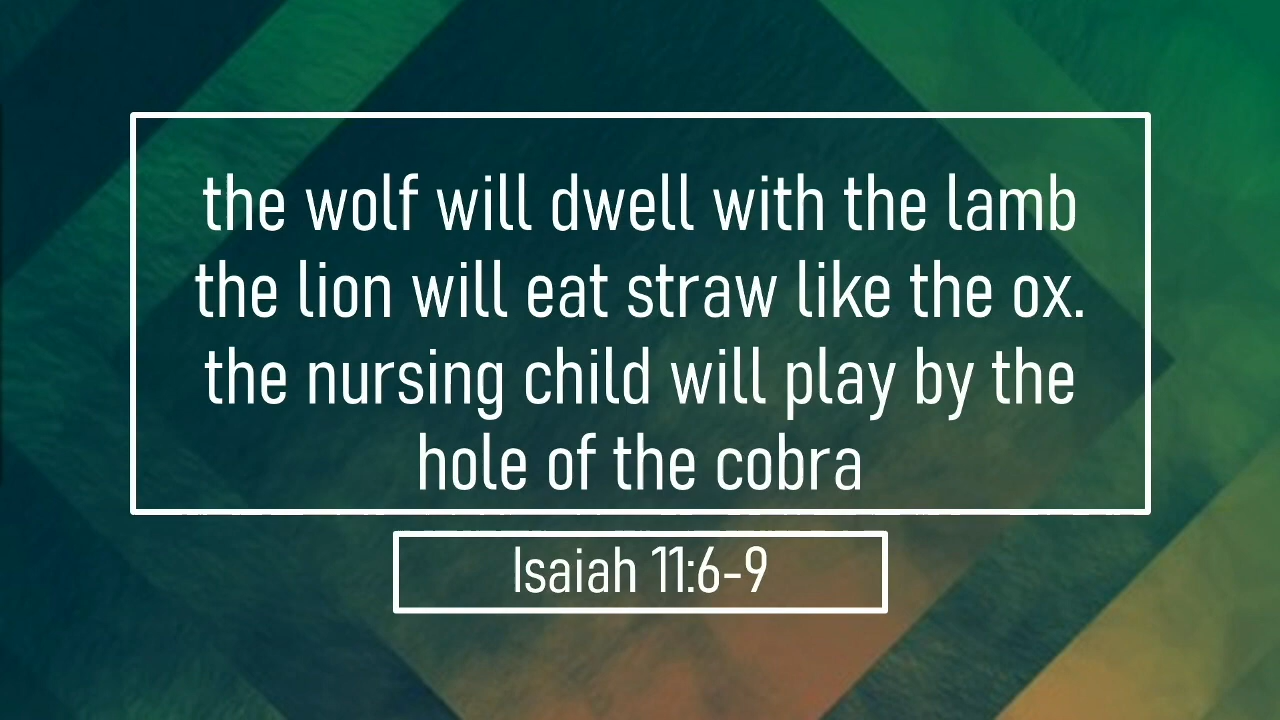 the wolf will dwell with the lamb
the lion will eat straw like the ox.
the nursing child will play by the
hole of the cobra
Isaiah 11:6-9